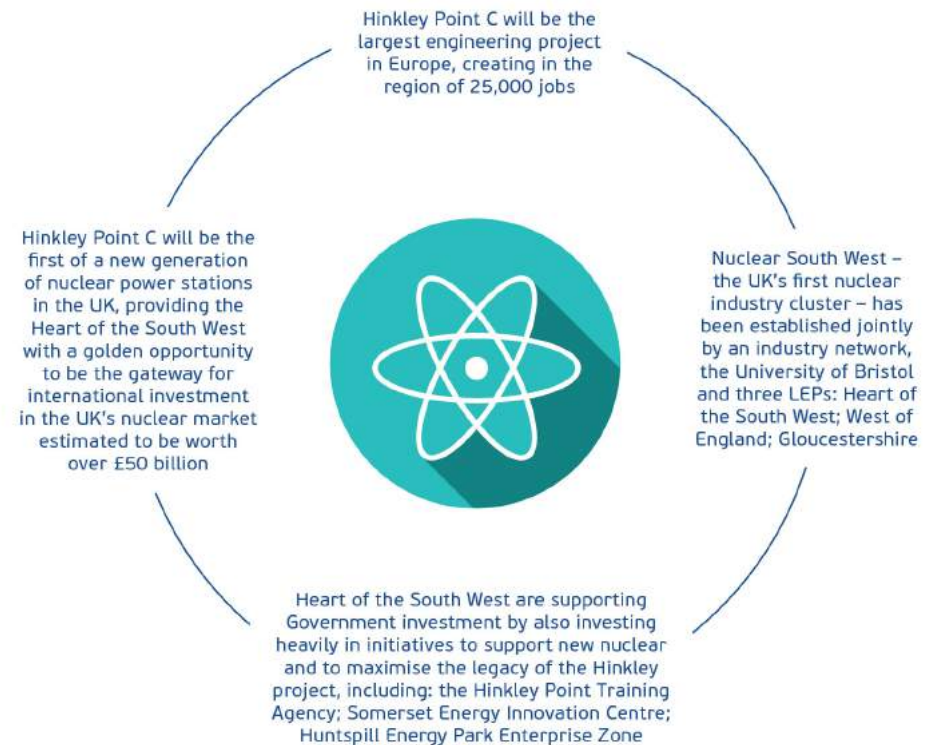 Hinkley Point C will be the
largest engineering project
in Europe, creating in the
region of 25,000 jobs
Nuclear South West –
the UK's first nuclear
industry cluster – has
been established jointly
by an industry network,
the University of Bristol
and three LEPs: Heart of
the South West; West of
England; Gloucestershire
Heart of the South West are supporting
Government investment by also investing
heavily in initiatives to support new nuclear
and to maximise the legacy of the Hinkley
project, including: the Hinkley Point Training
Agency; Somerset Energy Innovation Centre;
Huntspill Energy Park Enterprise Zone
Hinkley Point C will be the
first of a new generation
of nuclear power stations
in the UK, providing the
Heart of the South West
with a golden opportunity
to be the gateway for
international investment
in the UK's nuclear market
estimated to be worth
over £50 billion